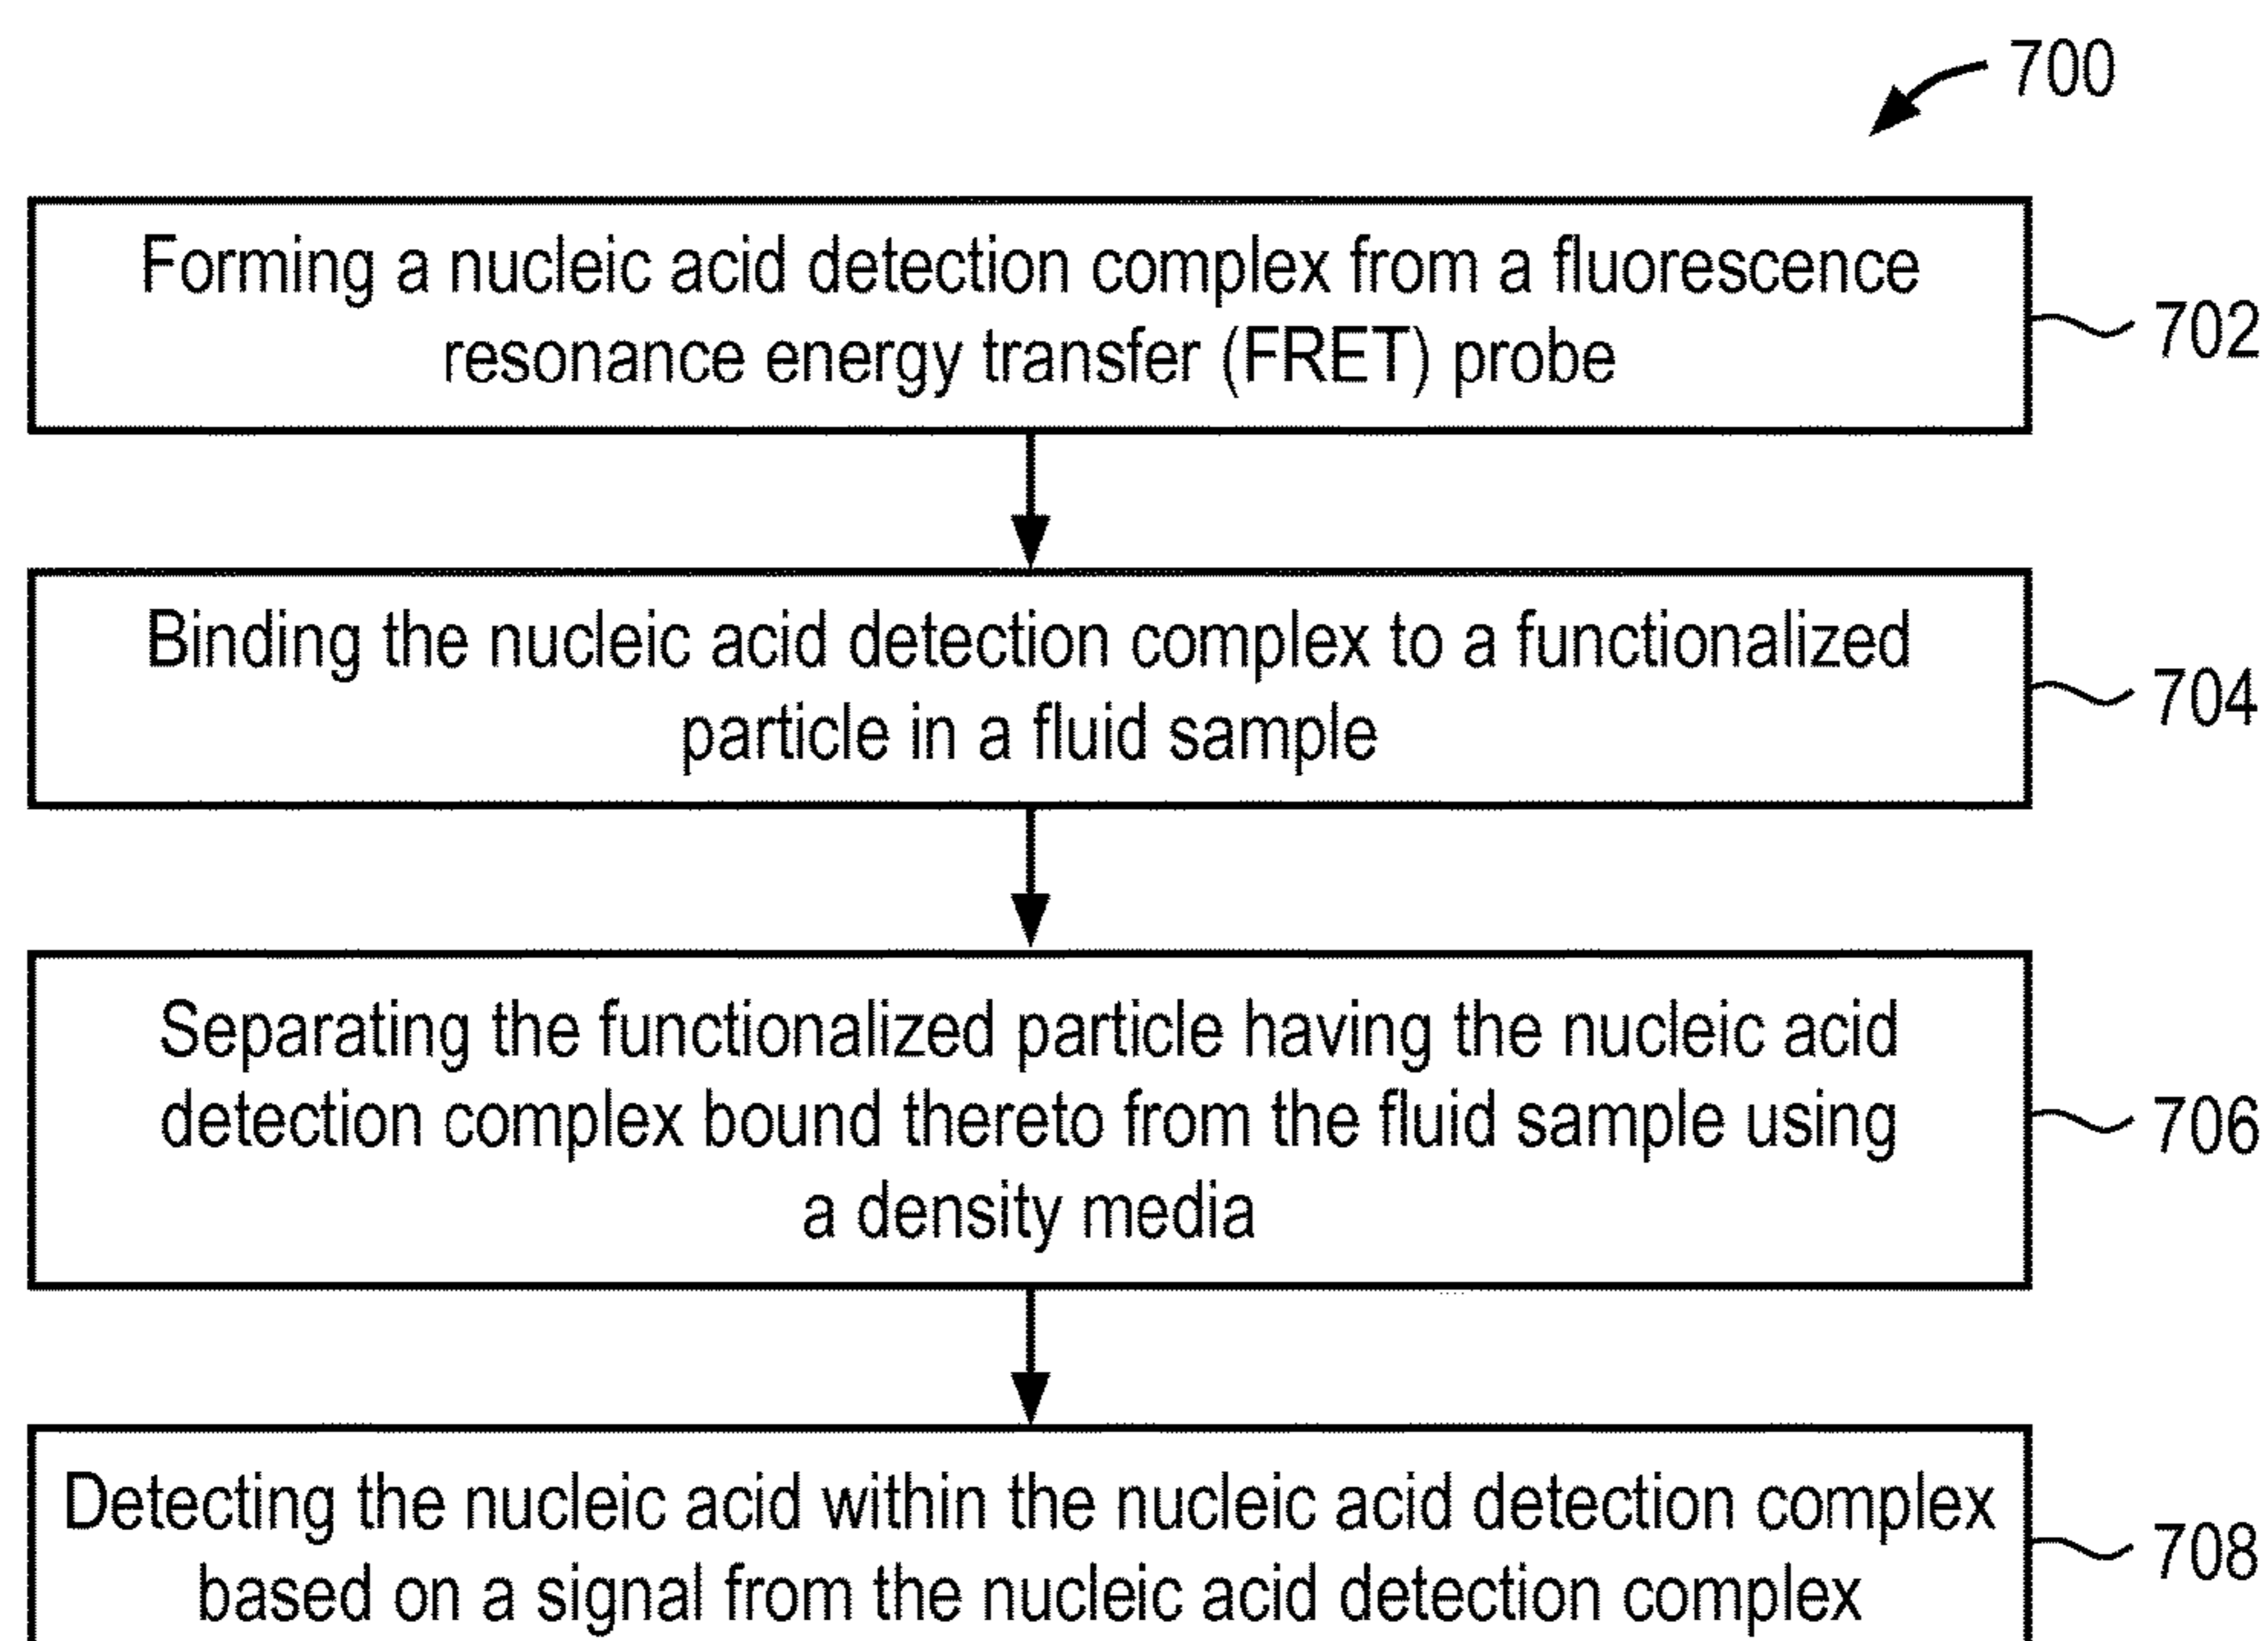 700
Forming a nucleic acid detection complex from a fluorescence
resonance energy transfer (FRET) probe
702
Binding the nucleic acid detection complex to a functionalized
particle in a fluid sample
704
Separating the functionalized particle having the nucleic acid
detection complex bound thereto from the fluid sample using
a density media
706
Detecting the nucleic acid within the nucleic acid detection complex
based on a signal from the nucleic acid detection complex
708